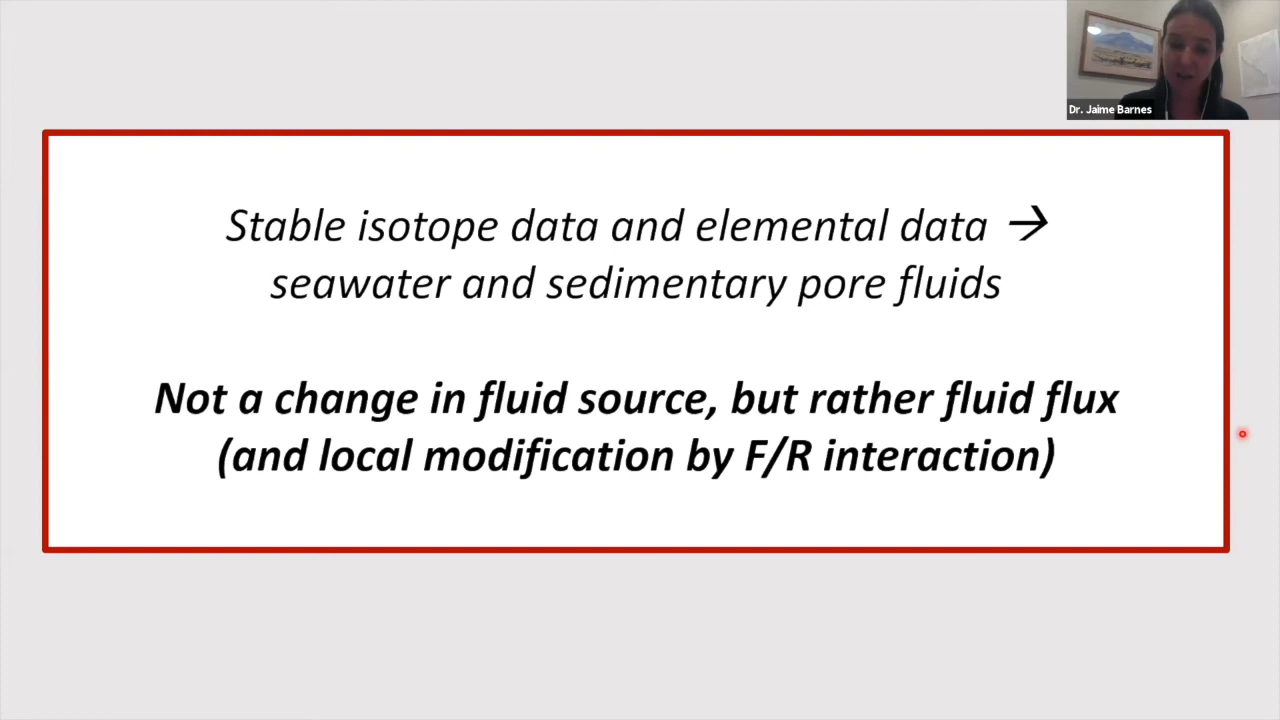 Dr. Jaime Barnes
Stable isotope data and elemental data →
seawater and sedimentary pore fluids
Not a change in fluid source, but rather fluid flux
(and local modification by F/R interaction)